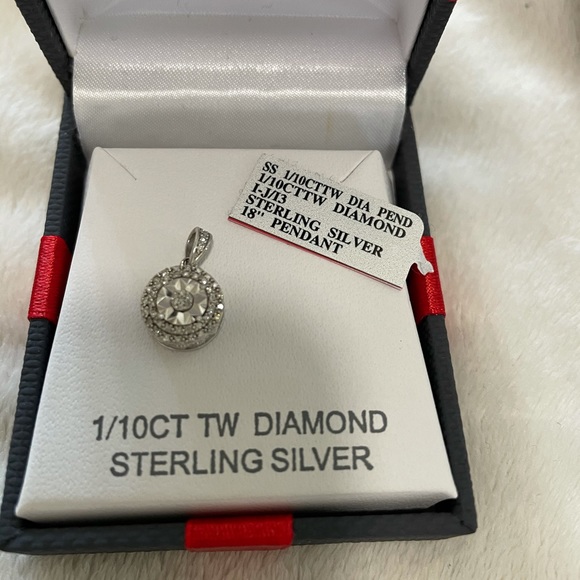 SS 1/10CTTW DIA PEND
1/10CTTW DIAMOND
I-J/I3
STERLING SILVER
18" PENDANT
1/10CT TW DIAMOND
STERLING SILVER